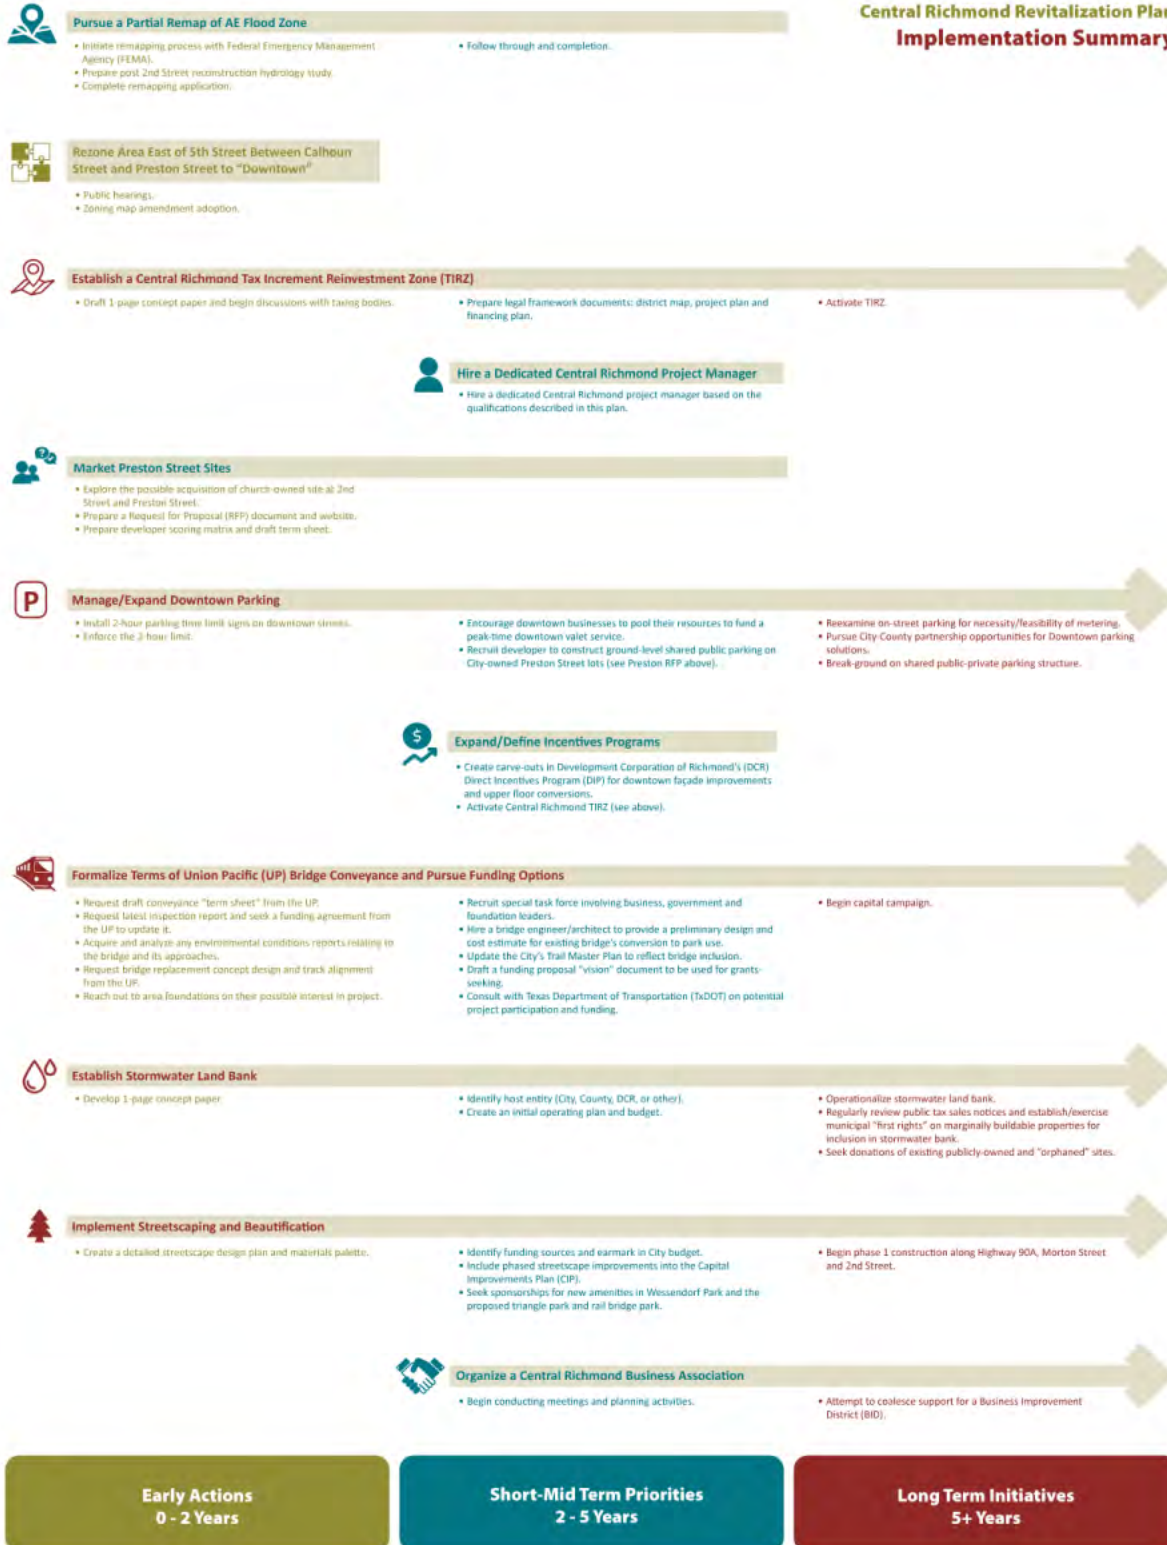 Central Richmond Revitalization Plan
Implementation Summary
Pursue a Partial Remap of AE Flood Zone
• Initiate remapping process with Federal Emergency Management
Agency (FEMA).
• Prepare post 2nd Street reconstruction hydrology study.
• Complete remapping application.
• Follow through and completion.
Rezone Area East of 5th Street Between Calhoun
Street and Preston Street to "Downtown"
• Public hearings.
• Zoning map amendment adoption.
Establish a Central Richmond Tax Increment Reinvestment Zone (TIRZ)
• Draft 1-page concept paper and begin discussions with taxing bodies.
• Prepare legal framework documents: district map, project plan and
financing plan.
• Activate TIRZ.
Hire a Dedicated Central Richmond Project Manager
• Hire a dedicated Central Richmond project manager based on the
qualifications described in this plan.
Market Preston Street Sites
• Explore the possible acquisition of church-owned site at 2nd
Street and Preston Street.
• Prepare a Request for Proposal (RFP) document and website.
• Prepare developer scoring matrix and draft term sheet.
P
Manage/Expand Downtown Parking
• Install 2-hour parking time limit signs on downtown streets.
• Enforce the 2-hour limit.
• Encourage downtown businesses to pool their resources to fund a
peak-time downtown valet service.
• Recruit developer to construct ground-level shared public parking on
City-owned Preston Street lots (see Preston RFP above).
• Reexamine on-street parking for necessity/feasibility of metering.
• Pursue City-County partnership opportunities for Downtown parking
solutions.
• Break-ground on shared public-private parking structure.
$
Expand/Define Incentives Programs
• Create carve-outs in Development Corporation of Richmond's (DCR)
Direct Incentives Program (DIP) for downtown façade improvements
and upper floor conversions.
• Activate Central Richmond TIRZ (see above).
Formalize Terms of Union Pacific (UP) Bridge Conveyance and Pursue Funding Options
• Request draft conveyance "term sheet" from the UP.
• Request latest inspection report and seek a funding agreement from
the UP to update it.
• Acquire and analyze any environmental conditions reports relating to
the bridge and its approaches.
• Request bridge replacement concept design and track alignment
from the UP.
• Reach out to area foundations on their possible interest in project.
• Recruit special task force involving business, government and
foundation leaders.
• Hire a bridge engineer/architect to provide a preliminary design and
cost estimate for existing bridge's conversion to park use.
• Update the City's Trail Master Plan to reflect bridge inclusion.
• Draft a funding proposal "vision" document to be used for grants-
seeking.
• Consult with Texas Department of Transportation (TxDOT) on potential
project participation and funding.
• Begin capital campaign.
Establish Stormwater Land Bank
• Develop 1-page concept paper
• Identify host entity (City, County, DCR, or other).
• Create an initial operating plan and budget.
• Operationalize stormwater land bank.
• Regularly review public tax sales notices and establish/exercise
municipal "first rights" on marginally buildable properties for
inclusion in stormwater bank.
• Seek donations of existing publicly-owned and "orphaned" sites.
Implement Streetscaping and Beautification
• Create a detailed streetscape design plan and materials palette.
• Identify funding sources and earmark in City budget.
• Include phased streetscape improvements into the Capital
Improvements Plan (CIP).
• Seek sponsorships for new amenities in Wessendorf Park and the
proposed triangle park and rail bridge park.
• Begin phase 1 construction along Highway 90A, Morton Street
and 2nd Street.
Organize a Central Richmond Business Association
• Begin conducting meetings and planning activities.
• Attempt to coalesce support for a Business Improvement
District (BID).
Early Actions
0 - 2 Years
Short-Mid Term Priorities
2 - 5 Years
Long Term Initiatives
5+ Years